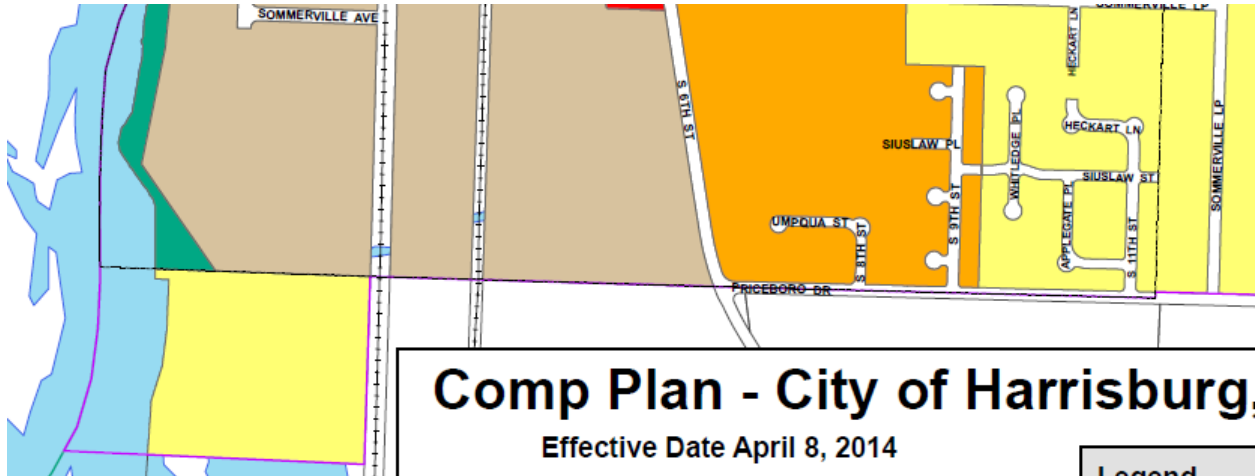 SOMMERVILLE AVE
SOMMERVILLE LP
HECKART LN
S 6TH ST
HECKART LN
SIUSLAW PL
WHITLEDGE PL
SIUSLAW ST
SOMMERVILLE LP
APPLEGATE PL
S 9TH ST
UMPQUA ST
S 8TH ST
S 11TH ST
PRICEBORO DR
Comp Plan - City of Harrisburg,
Effective Date April 8, 2014
Legend